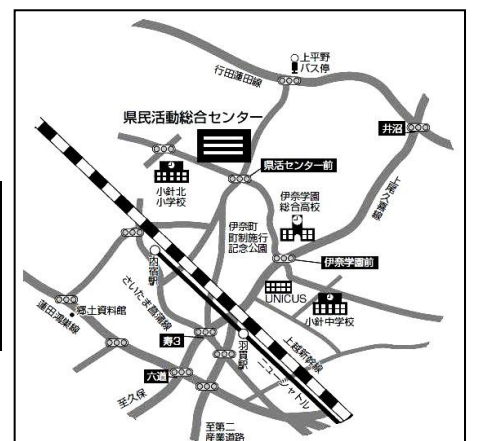 上平野
バス停
行田蓮田線
県民活動総合センター
井沼
県活センター前
小針北
小学校
伊奈学園
総合高校
上尾久喜線
伊奈町
町制施行
記念公園
内宿駅
伊奈学園前
さいたま菖蒲線
UNICUS
小針中学校
郷土資料館
蓮田鴻巣線
寿3
羽貫駅
上越新幹線
ニューシャトル
六道
至久保
至第二
産業道路